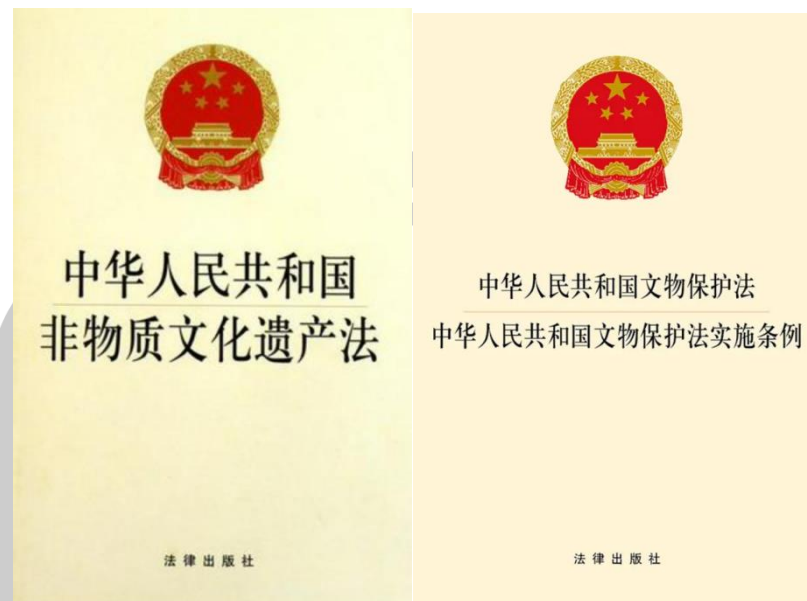 中华人民共和国
非物质文化遗产法
法律出版社
中华人民共和国文物保护法
中华人民共和国文物保护法实施条例
法律出版社